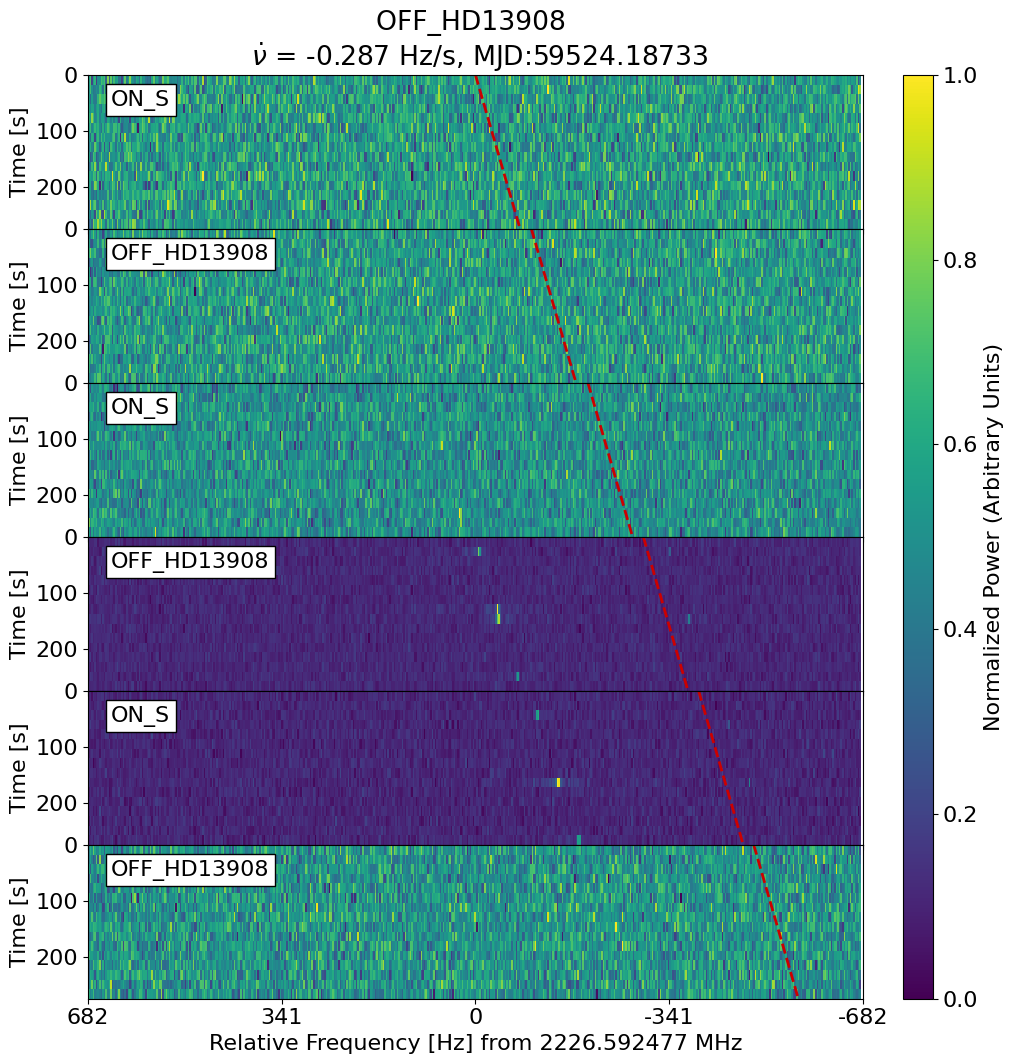 OFF_HD13908
ν̇ = -0.287 Hz/s, MJD:59524.18733
0
100
200
Time [s]
ON_S
0
100
200
Time [s]
OFF_HD13908
0
100
200
Time [s]
ON_S
0
100
200
Time [s]
OFF_HD13908
0
100
200
Time [s]
ON_S
0
100
200
Time [s]
OFF_HD13908
682
341
0
-341
-682
Relative Frequency [Hz] from 2226.592477 MHz
1.0
0.8
0.6
0.4
0.2
0.0
Normalized Power (Arbitrary Units)